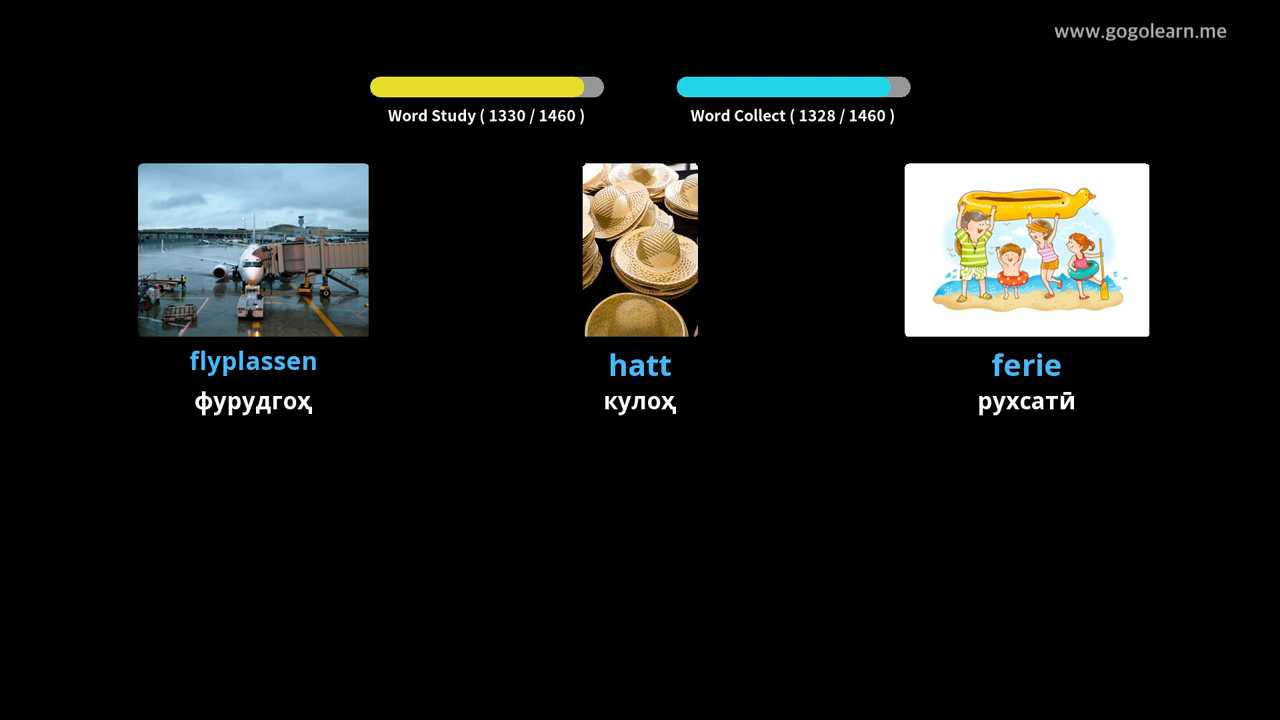 www.gogolearn.me
Word Study ( 1330 / 1460 )
Word Collect ( 1328 / 1460 )
flyplassen
фурудгоҳ
hatt
кулоҳ
ferie
рухсатӣ